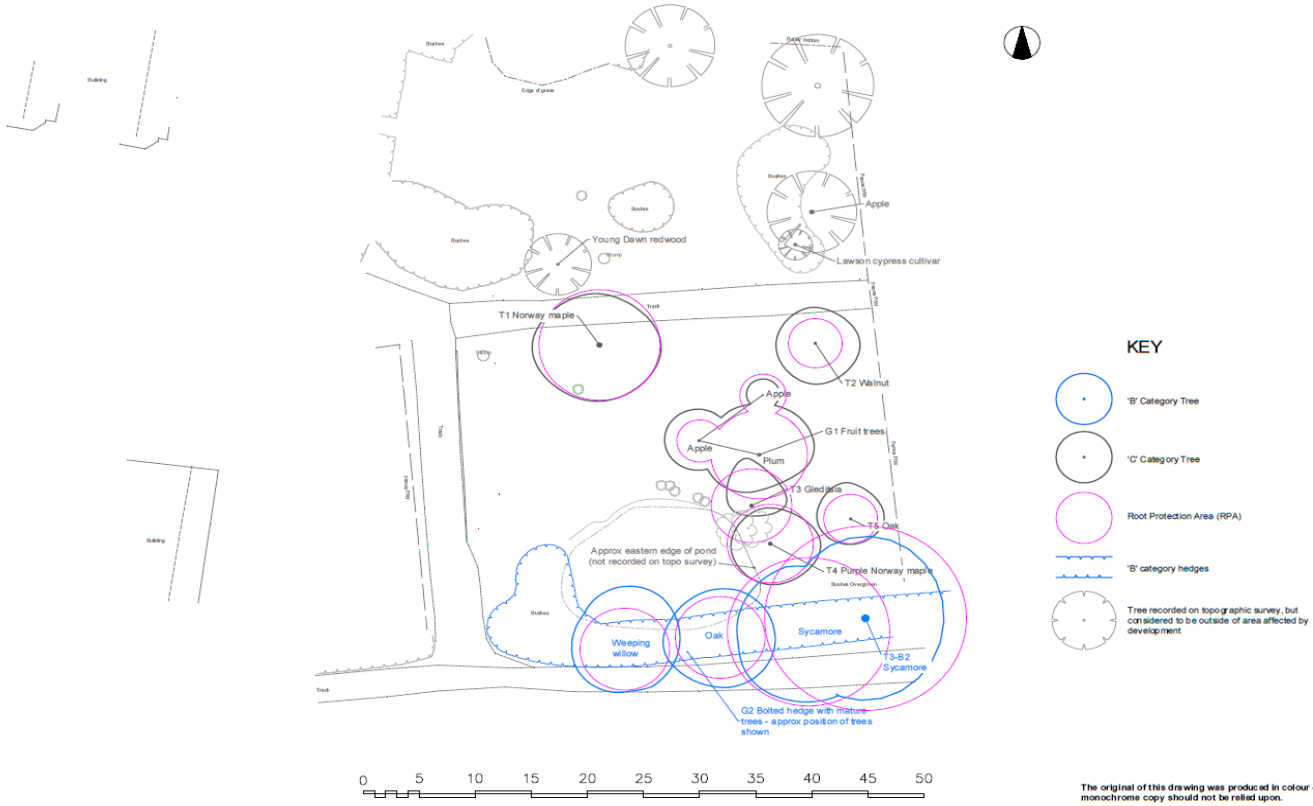 Bushes
Building
Edge of grass
Bushes
Apple
Fence P/W
Bushes
Bushes
Young Dawn redwood
Lawson cypress cultivar
Fence P/W
Track
T1 Norway maple
T2 Walnut
Apple
G1 Fruit trees
Apple
Plum
Track
Fence P/W
Fence P/W
T3 Gleditsia
T5 Oak
Approx eastern edge of pond
(not recorded on topo survey)
T4 Purple Norway maple
Bushes Overgrown
Building
Bushes
Weeping
willow
Oak
Sycamore
T3-B2
Sycamore
Track
G2 Bolted hedge with mature
trees - approx position of trees
shown
KEY
'B' Category Tree
'C' Category Tree
Root Protection Area (RPA)
'B' category hedges
Tree recorded on topographic survey, but
considered to be outside of area affected by
development
0 5 10 15 20 25 30 35 40 45 50
The original of this drawing was produced in colour.
monochrome copy should not be relied upon.